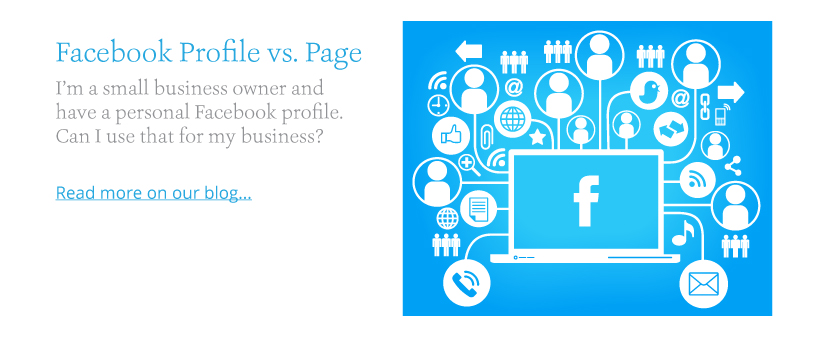 Facebook Profile vs. Page
I’m a small business owner and
have a personal Facebook profile.
Can I use that for my business?
Read more on our blog...
@
@
f